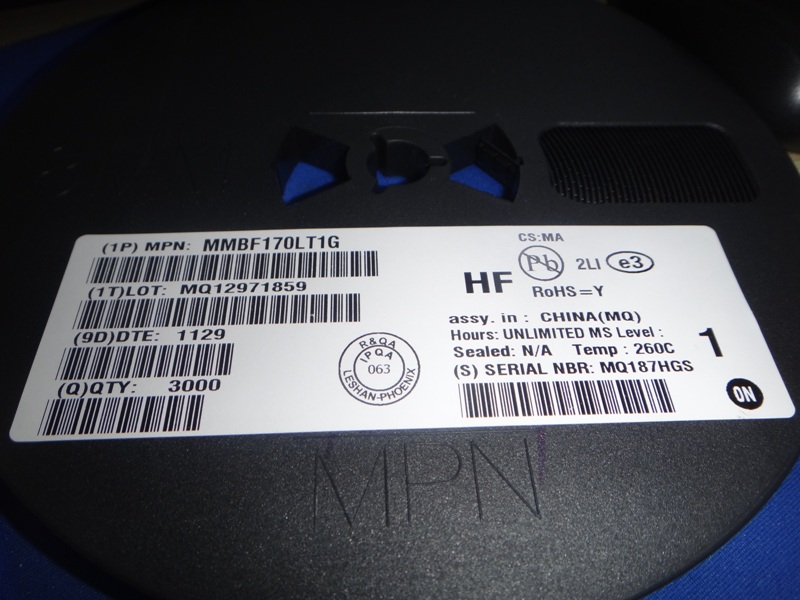 (1P) MPN: MMBF170LT1G
(1T)LOT: MQ12971859
(9D)DTE: 1129
(Q)QTY: 3000
R&QA
IPQA
063
LESHAN-PHOENIX
CS:MA
HF
Pb
2LI
e3
RoHS=Y
assy. in : CHINA(MQ)
Hours: UNLIMITED MS Level :
1
Sealed: N/A Temp : 260C
(S) SERIAL NBR: MQ187HGS
ON
MPN